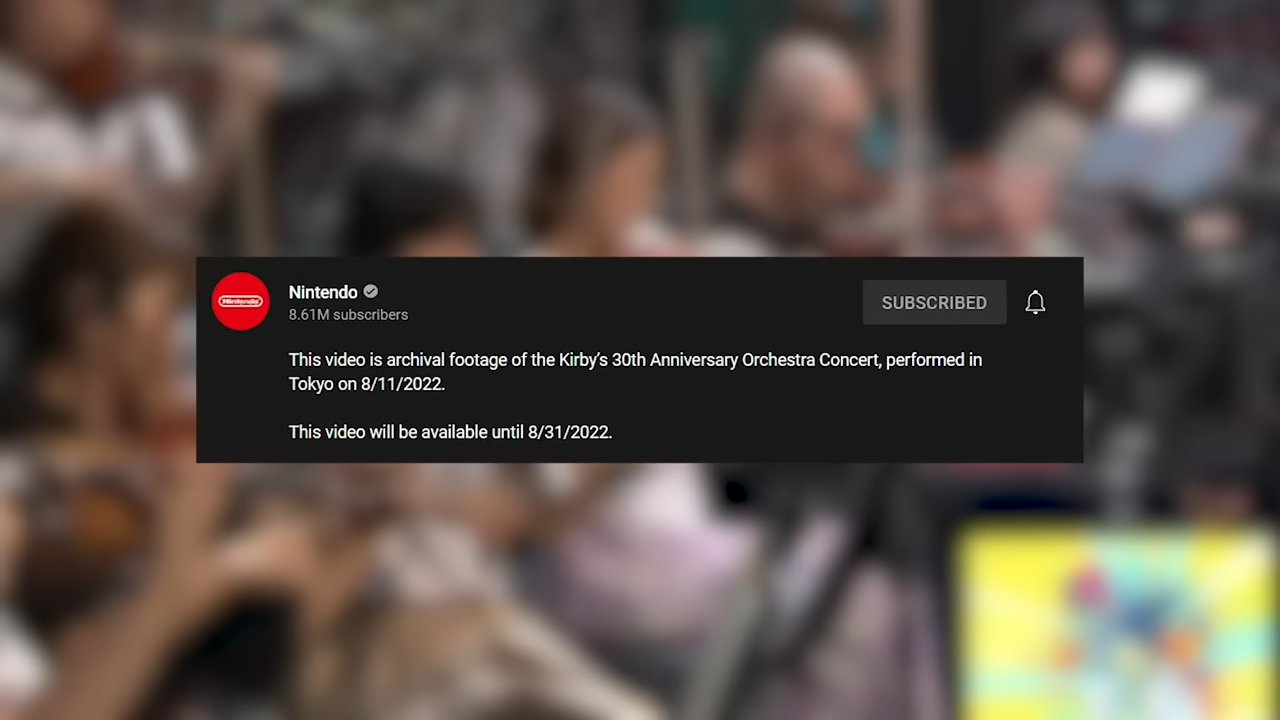 Nintendo
Nintendo
8.61M subscribers
SUBSCRIBED
This video is archival footage of the Kirby’s 30th Anniversary Orchestra Concert, performed in
Tokyo on 8/11/2022.
This video will be available until 8/31/2022.